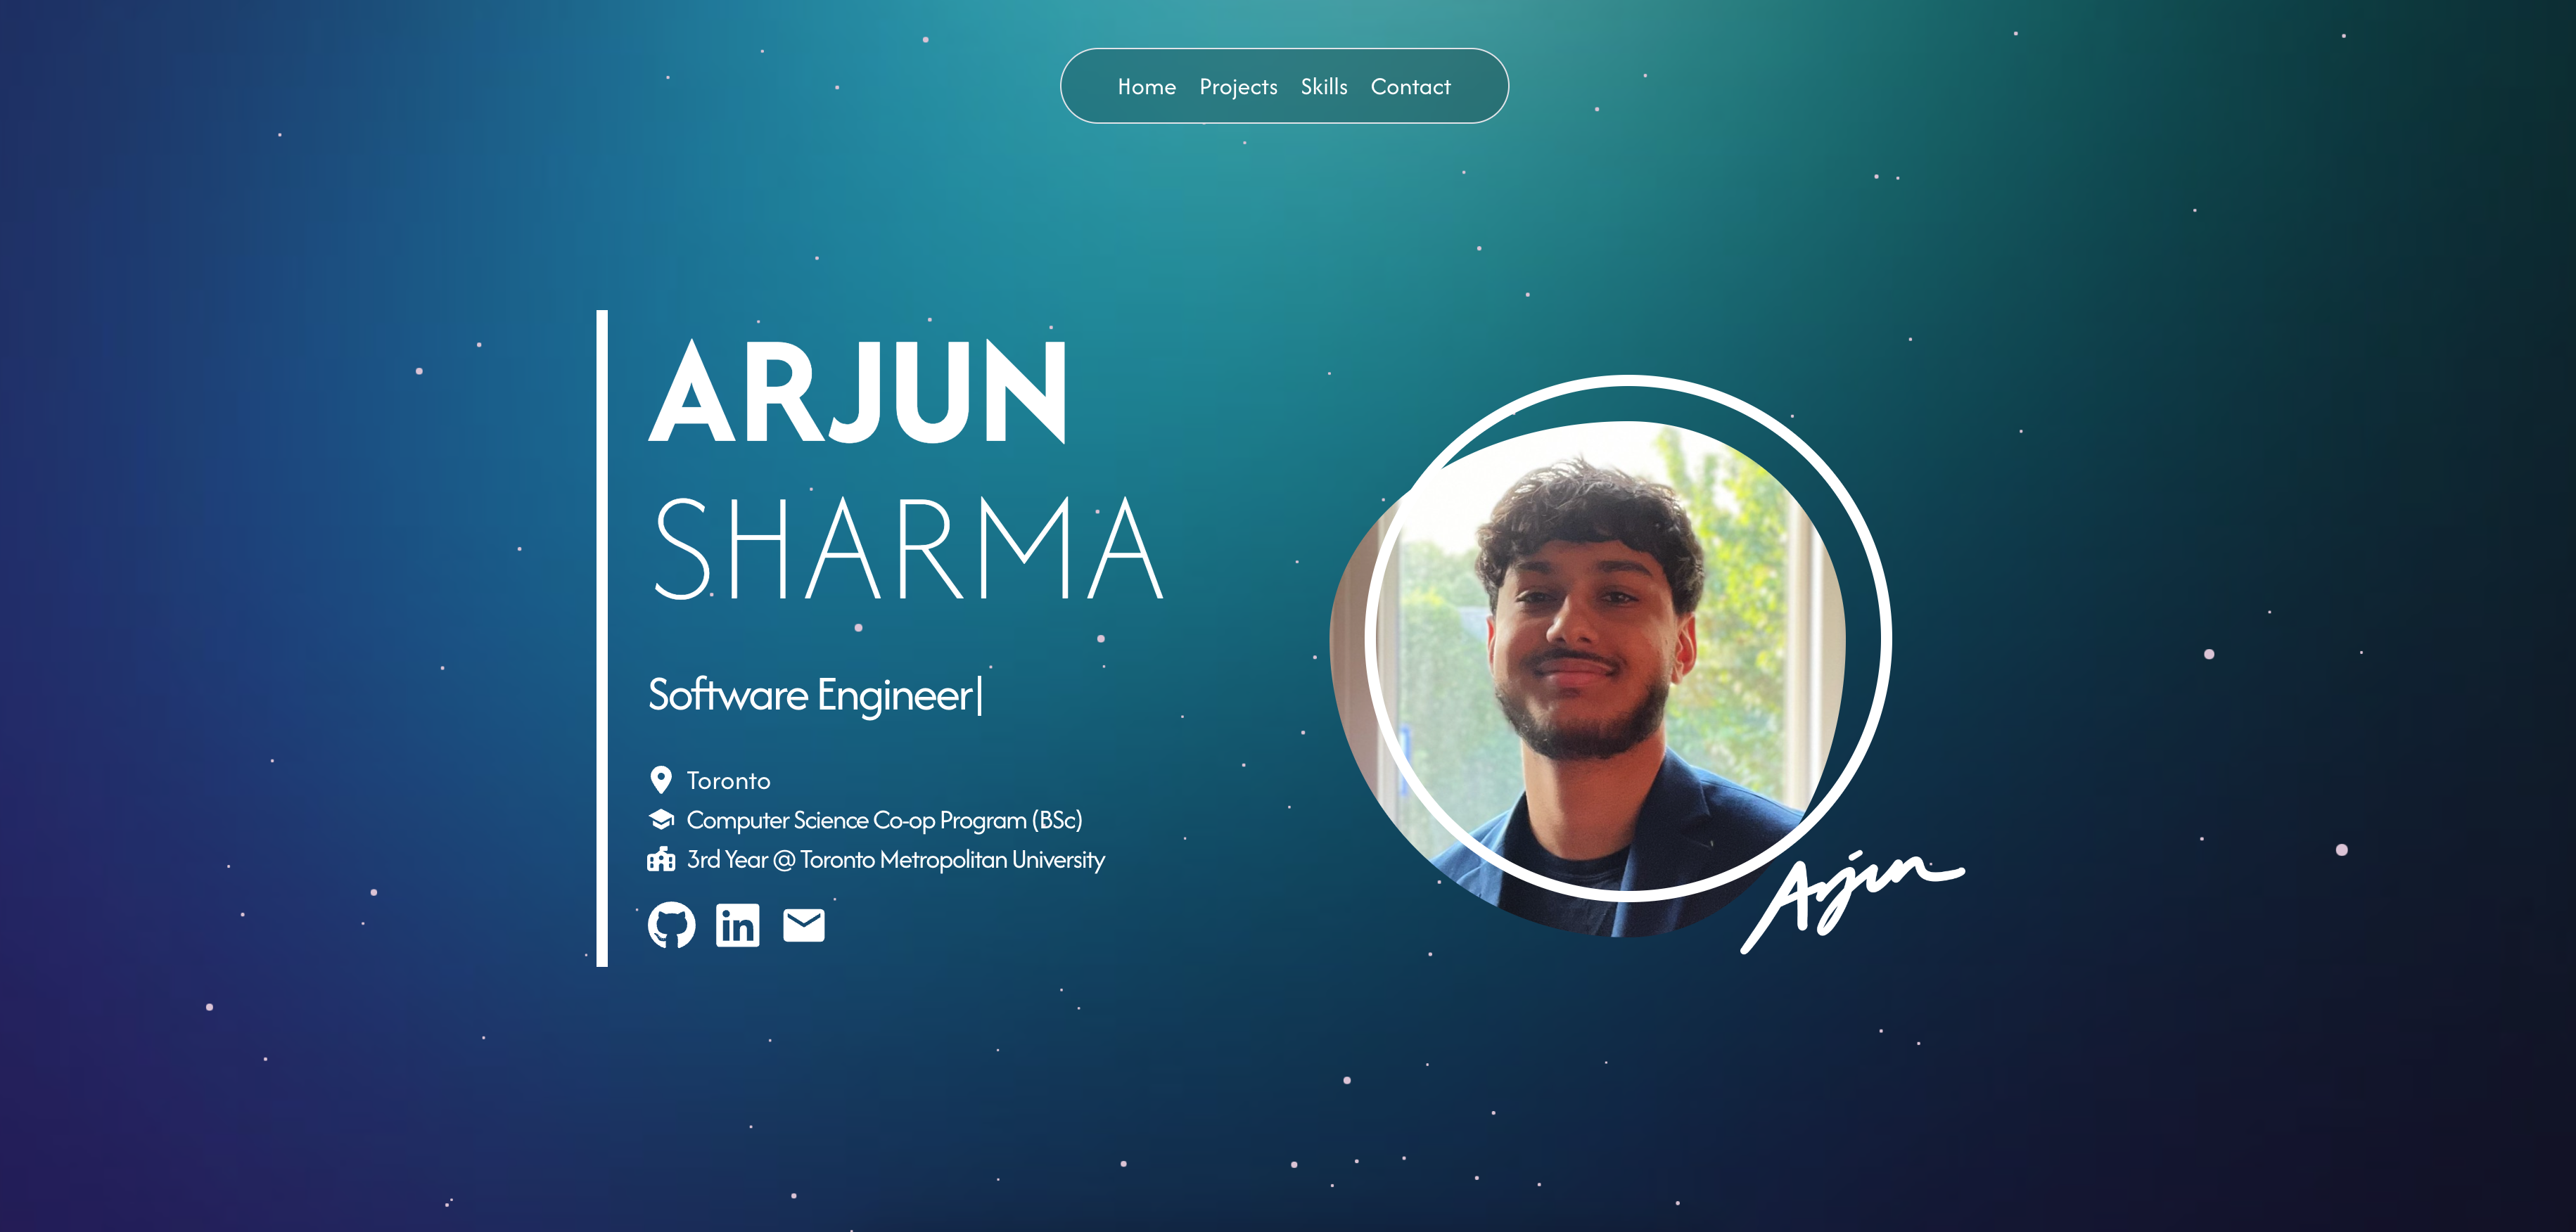 Home Projects Skills Contact
ARJUN
SHARMA
Software Engineer|
Toronto
Computer Science Co-op Program (BSc)
3rd Year @ Toronto Metropolitan University
in
Arjun